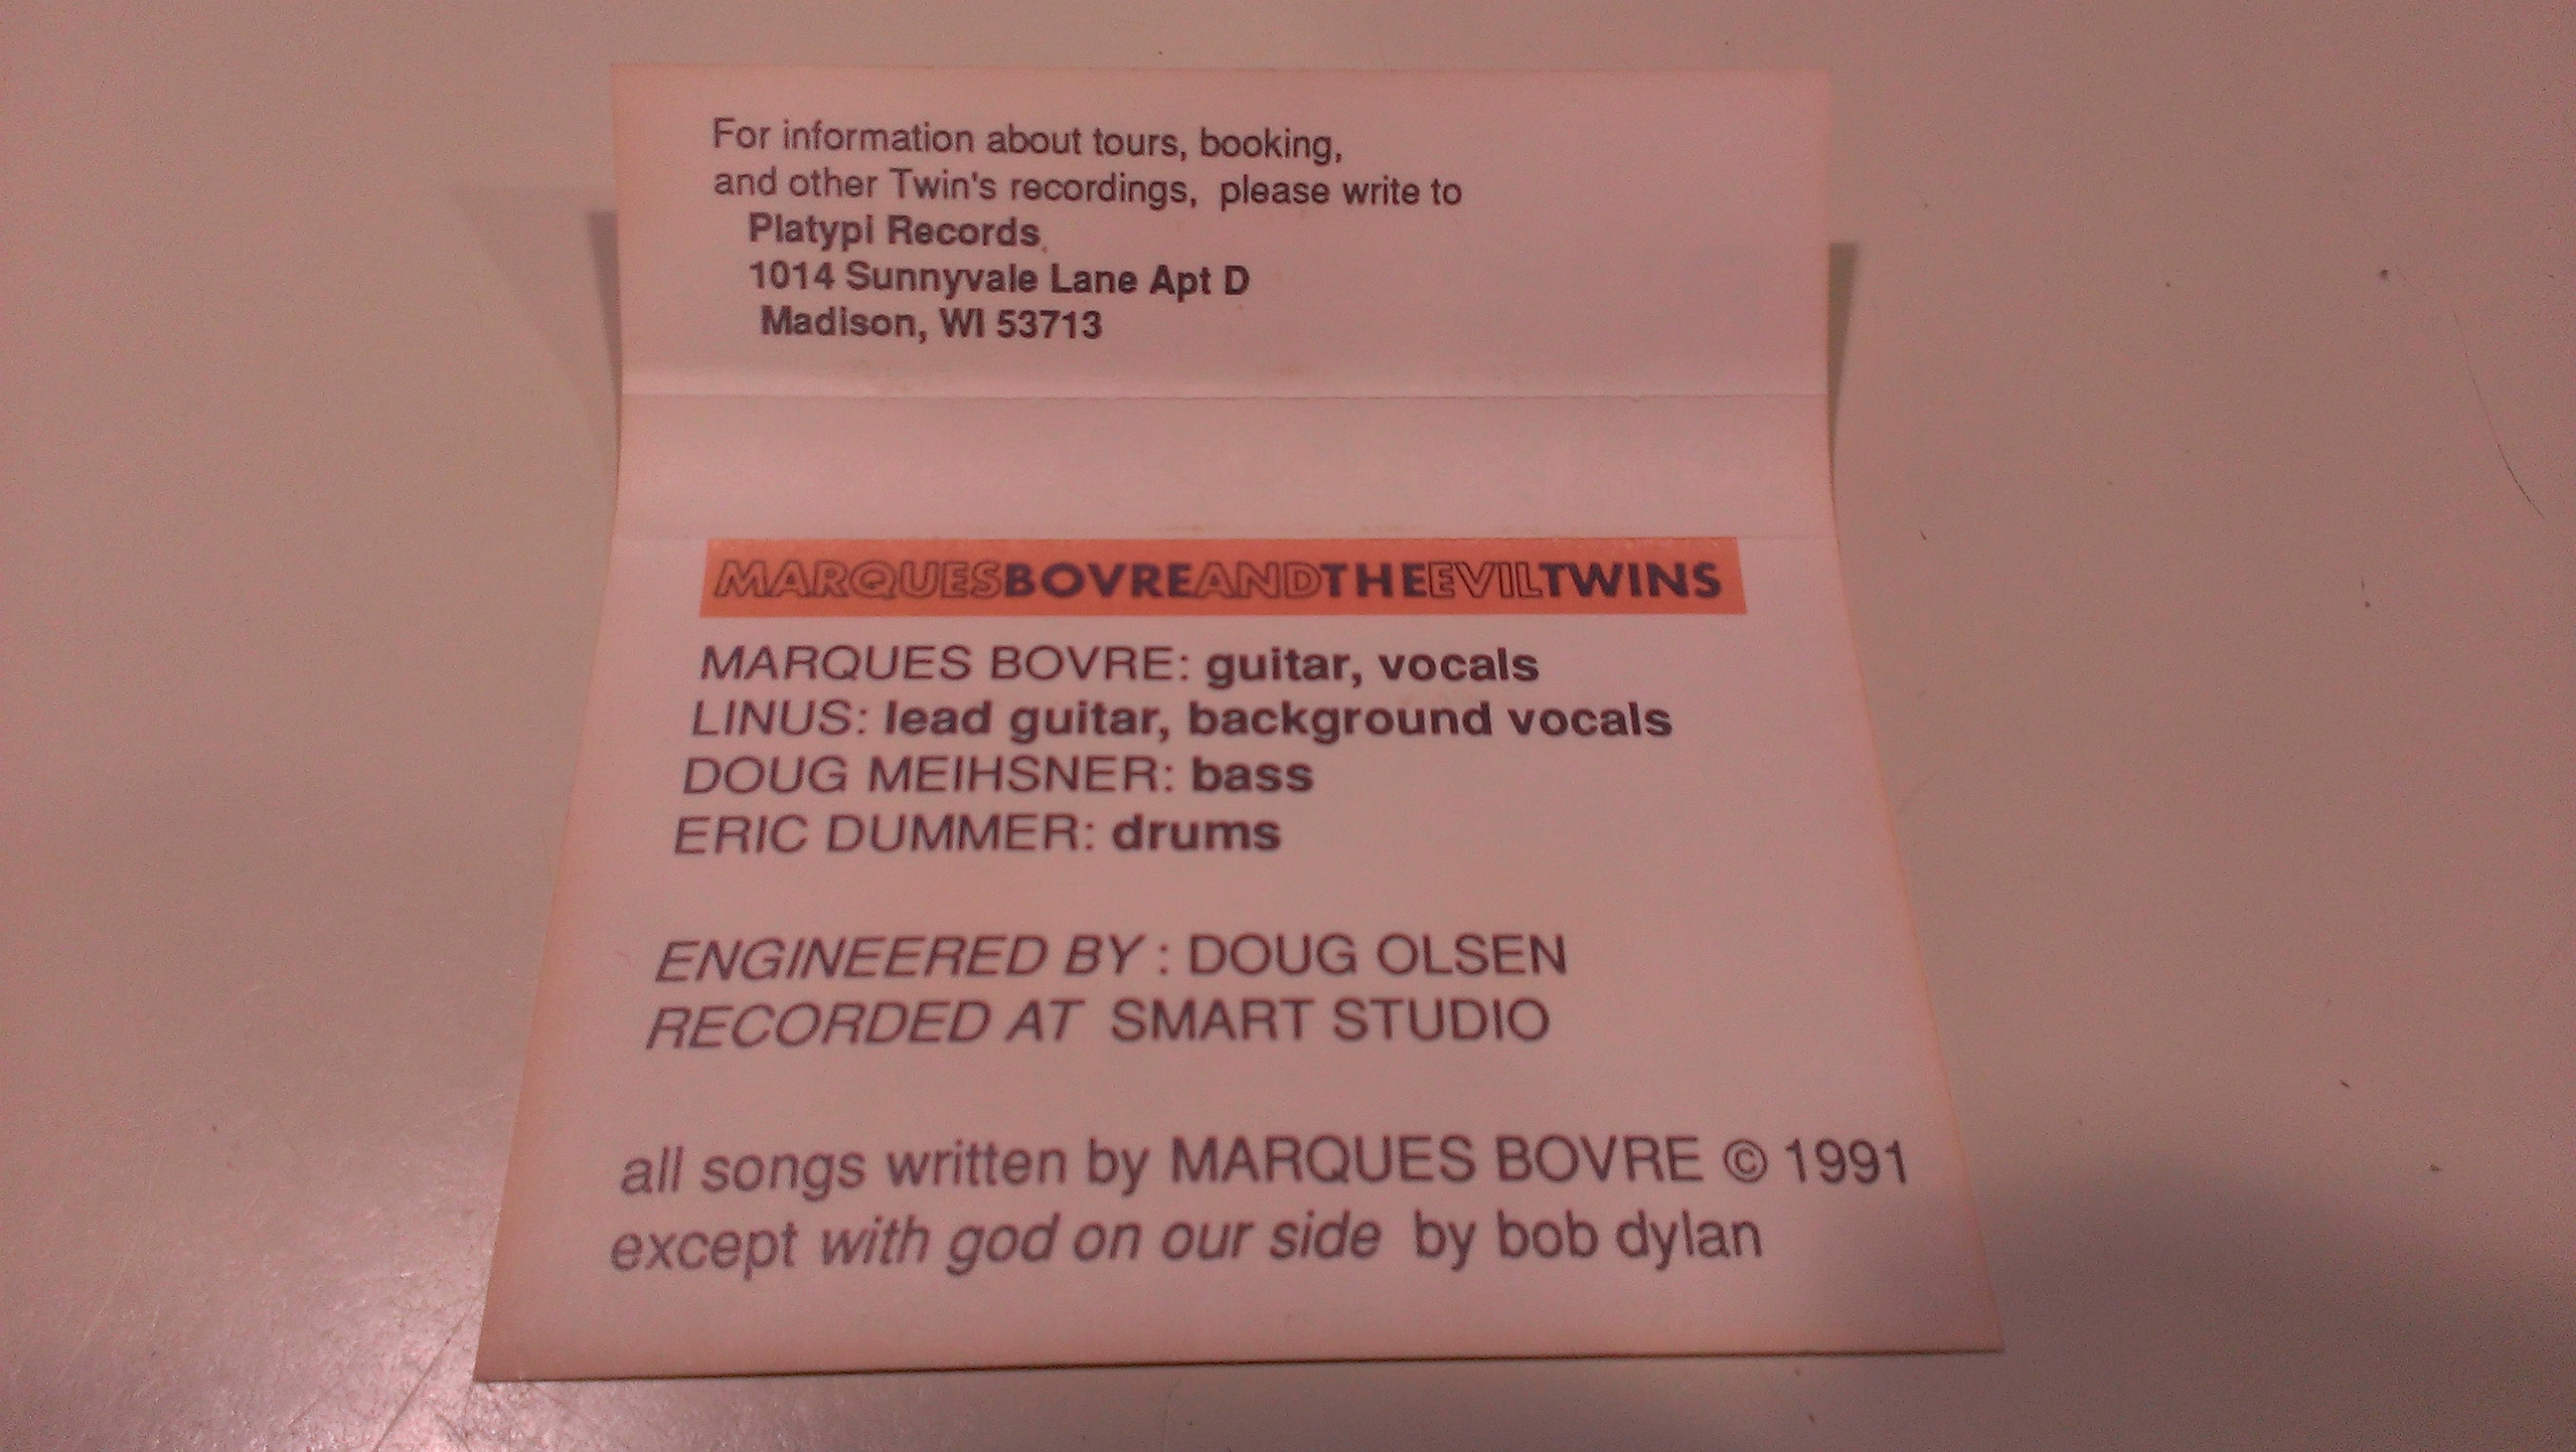 For information about tours, booking,
and other Twin's recordings, please write to
Platypi Records
1014 Sunnyvale Lane Apt D
Madison, WI 53713
MARQUESBOVREANDTHEEVILTWINS
MARQUES BOVRE: guitar, vocals
LINUS: lead guitar, background vocals
DOUG MEIHSNER: bass
ERIC DUMMER: drums
ENGINEERED BY : DOUG OLSEN
RECORDED AT SMART STUDIO
all songs written by MARQUES BOVRE © 1991
except with god on our side by bob dylan